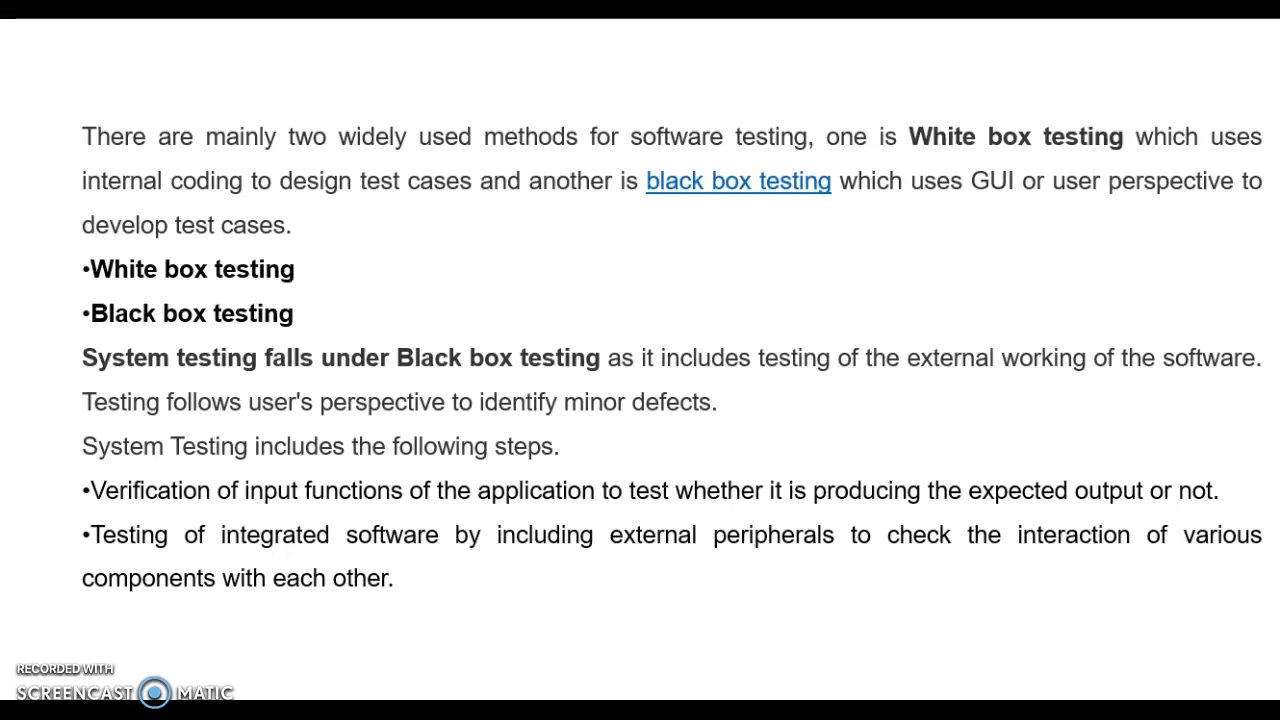 There are mainly two widely used methods for software testing, one is White box testing which uses
internal coding to design test cases and another is black box testing which uses GUI or user perspective to
develop test cases.
•White box testing
•Black box testing
System testing falls under Black box testing as it includes testing of the external working of the software.
Testing follows user's perspective to identify minor defects.
System Testing includes the following steps.
•Verification of input functions of the application to test whether it is producing the expected output or not.
•Testing of integrated software by including external peripherals to check the interaction of various
components with each other.
RECORDED WITH
SCREENCAST MATIC